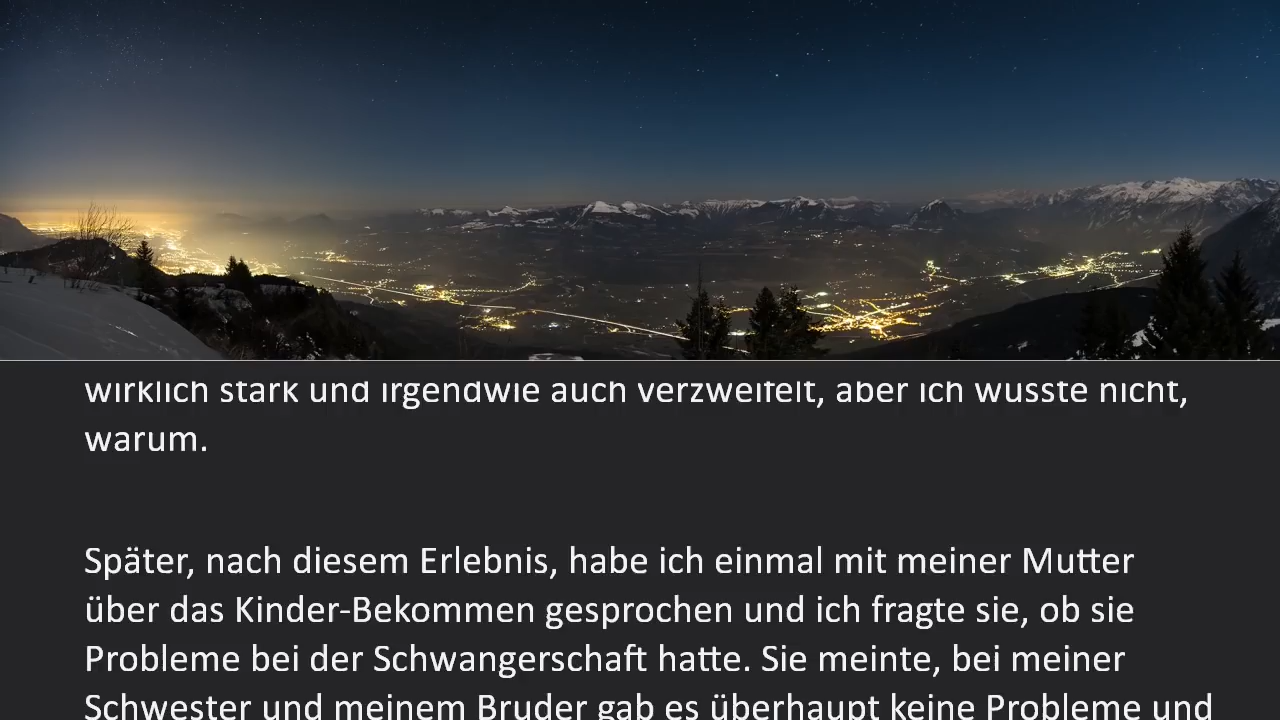 wirklich stark und irgendwie auch verzweifelt, aber ich wusste nicht,
warum.
Später, nach diesem Erlebnis, habe ich einmal mit meiner Mutter
über das Kinder-Bekommen gesprochen und ich fragte sie, ob sie
Probleme bei der Schwangerschaft hatte. Sie meinte, bei meiner
Schwester und meinem Bruder gab es überhaupt keine Probleme und